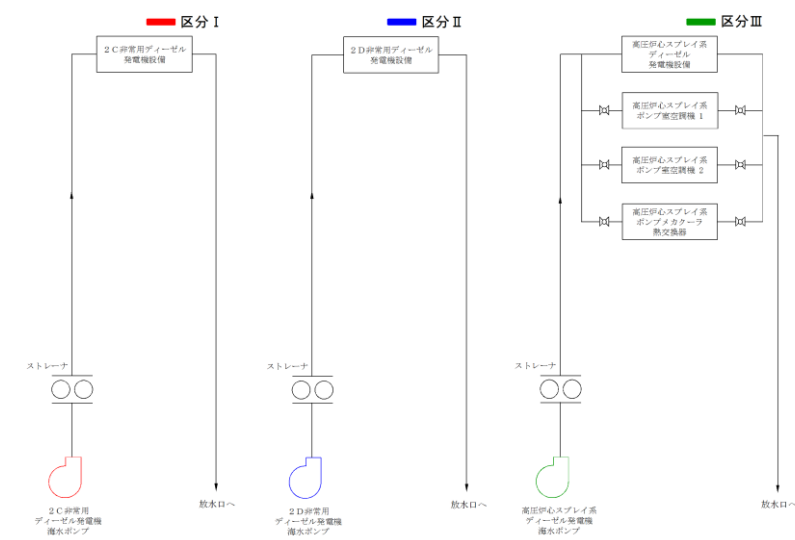 区分Ⅰ
２Ｃ非常用ディーゼル
発電機設備
ストレーナ
２Ｃ非常用
ディーゼル発電機
海水ポンプ
放水口へ
区分Ⅱ
２Ｄ非常用ディーゼル
発電機設備
ストレーナ
２Ｄ非常用
ディーゼル発電機
海水ポンプ
放水口へ
区分Ⅲ
高圧炉心スプレイ系
ディーゼル
発電機設備
高圧炉心スプレイ系
ポンプ室空調機 1
高圧炉心スプレイ系
ポンプ室空調機 2
高圧炉心スプレイ系
ポンプメカクーラ
熱交換器
ストレーナ
高圧炉心スプレイ系
ディーゼル発電機
海水ポンプ
放水口へ